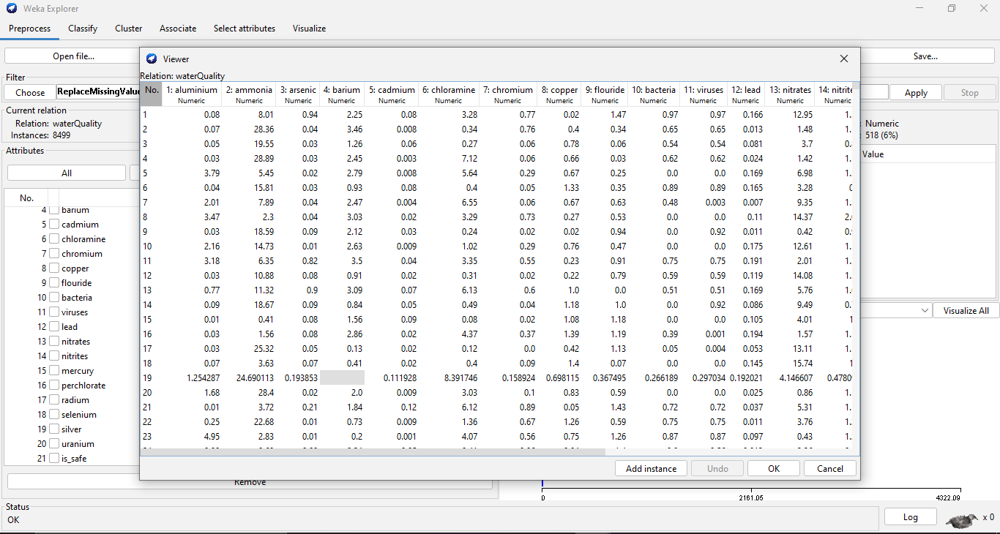 Weka Explorer
Preprocess Classify Cluster Associate Select attributes Visualize
Open file... Save...
Filter
Choose ReplaceMissingValue Apply Stop
Current relation
Relation: waterQuality
Instances: 8499
Numeric
518 (6%)
Attributes
All
Value
No.
4 barium
5 cadmium
6 chloramine
7 chromium
8 copper
9 flouride
10 bacteria
11 viruses
12 lead
13 nitrates
14 nitrites
15 mercury
16 perchlorate
17 radium
18 selenium
19 silver
20 uranium
21 is_safe
Remove
Viewer
Relation: waterQuality
No. 1: aluminium 2: ammonia 3: arsenic 4: barium 5: cadmium 6: chloramine 7: chromium 8: copper 9: flouride 10: bacteria 11: viruses 12: lead 13: nitrates 14: nitrite
Numeric Numeric Numeric Numeric Numeric Numeric Numeric Numeric Numeric Numeric Numeric Numeric Numeric Numeric
1 0.08 8.01 0.94 2.25 0.08 3.28 0.77 0.02 1.47 0.97 0.97 0.166 12.95 1.
2 0.07 28.36 0.04 3.46 0.008 0.34 0.76 0.4 0.34 0.65 0.65 0.013 1.48 1.
3 0.05 19.55 0.03 1.26 0.06 0.27 0.06 0.78 0.06 0.54 0.54 0.081 3.7 0.
4 0.03 28.89 0.03 2.45 0.003 7.12 0.06 0.66 0.03 0.62 0.62 0.024 1.42 1.
5 3.79 5.45 0.02 2.79 0.008 5.64 0.29 0.67 0.25 0.0 0.0 0.169 6.98 1.
6 0.04 15.81 0.03 0.93 0.08 0.4 0.05 1.33 0.35 0.89 0.89 0.165 3.28
7 2.01 7.89 0.04 2.47 0.004 6.55 0.06 0.67 0.63 0.48 0.003 0.007 9.35 1.
8 3.47 2.3 0.04 3.03 0.02 3.29 0.73 0.27 0.53 0.0 0.0 0.11 14.37 2.
9 0.03 18.59 0.09 2.12 0.03 0.24 0.02 0.02 0.94 0.0 0.92 0.011 0.42 0.
10 2.16 14.73 0.01 2.63 0.009 1.02 0.29 0.76 0.47 0.0 0.0 0.175 12.61 1.
11 3.18 6.35 0.82 3.5 0.04 3.35 0.55 0.23 0.91 0.75 0.75 0.191 2.01 1.
12 0.03 10.88 0.08 0.91 0.02 0.31 0.02 0.22 0.79 0.59 0.59 0.119 14.08 1.
13 0.77 11.32 0.9 3.09 0.07 6.13 0.6 1.0 0.0 0.51 0.51 0.169 5.76 1.
14 0.09 18.67 0.09 0.84 0.05 0.49 0.04 1.18 1.0 0.0 0.92 0.086 9.49 0.
15 0.01 0.41 0.08 1.56 0.09 0.08 0.02 1.08 1.18 0.0 0.0 0.105 4.01 1
16 0.03 1.56 0.08 2.86 0.02 4.37 0.37 1.39 1.19 0.39 0.001 0.194 1.57 1.
17 0.03 25.32 0.05 0.13 0.02 0.12 0.0 0.42 1.13 0.05 0.004 0.053 13.11 1.
18 0.07 3.63 0.07 0.41 0.02 0.4 0.09 1.4 0.07 0.0 0.0 0.145 15.74 1
19 1.254287 24.690113 0.193853 0.111928 8.391746 0.158924 0.698115 0.367495 0.266189 0.297034 0.192021 4.146607 0.4780
20 1.68 28.4 0.02 2.0 0.009 3.03 0.1 0.83 0.59 0.0 0.0 0.025 0.86 1.
21 0.01 3.72 0.21 1.84 0.12 6.12 0.89 0.05 1.43 0.72 0.72 0.037 5.31 1.
22 0.25 22.68 0.01 0.73 0.009 1.36 0.67 1.26 0.59 0.75 0.75 0.011 3.76 1.
23 4.95 2.83 0.01 0.2 0.001 4.07 0.56 0.75 1.26 0.87 0.87 0.097 0.43 1.
Add instance Undo OK Cancel
Visualize All
0 2161.05 4322.09
Status
OK
Log x 0